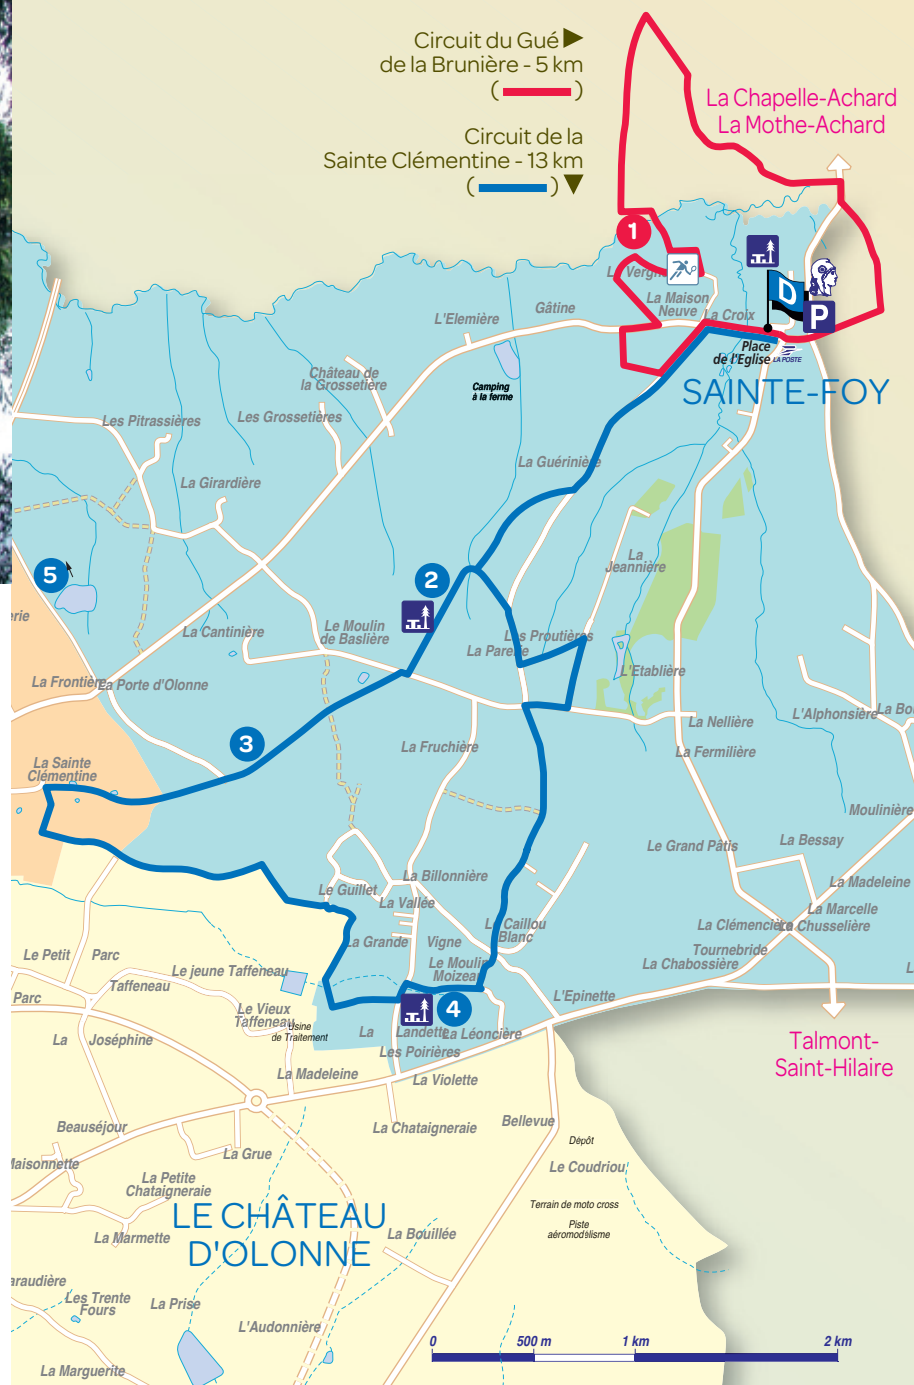 Circuit du Gué
de la Brunière - 5 km
( )
Circuit de la
Sainte Clémentine - 13 km
( )
La Chapelle-Achard
La Mothe-Achard
1
La Maison
Neuve
La Croix
D
P
Place
de l'Eglise
LA POSTE
SAINTE-FOY
Gâtine
L'Elemière
Château de
la Grossetière
Camping
à la ferme
Les Pitrassières
Les Grossetières
La Guérinière
La Girardière
La
Jeannière
5
2
erie
La Cantinière
Le Moulin
de Baslière
Les Proutières
La Parerie
L'Etablière
La Frontière
La Porte d'Olonne
La Nellière
L'Alphonsière
La Bo
3
La Fruchière
La Fermilière
La Sainte
Clémentine
Moulinière
Le Grand Pâtis
La Bessay
La Billonnière
La Madeleine
Le Guillet
La Vallée
La Marcelle
La Clémencière
La Chusselière
Le Caillou
Blanc
La Grande Vigne
Tournebride
La Chabossière
Le Petit Parc
Le Moulin
Moizeau
L
Le jeune Taffeneau
Taffeneau
Parc
L'Epinette
Le Vieux
Taffeneau
4
Usine
de Traitement
La Landette
La Léoncière
La Joséphine
Les Poirières
Talmont-
Saint-Hilaire
La Madeleine
La Violette
Beauséjour
La Chataigneraie
Bellevue
Dépôt
La Grue
Maisonnette
Le Coudriou
La Petite
Chataigneraie
Terrain de moto cross
LE CHÂTEAU
D'OLONNE
Piste
aéromodélisme
La Marmette
La Bouillée
araudière
Les Trente
Fours
La Prise
L'Audonnière
La Marguerite
0 500 m 1 km 2 km